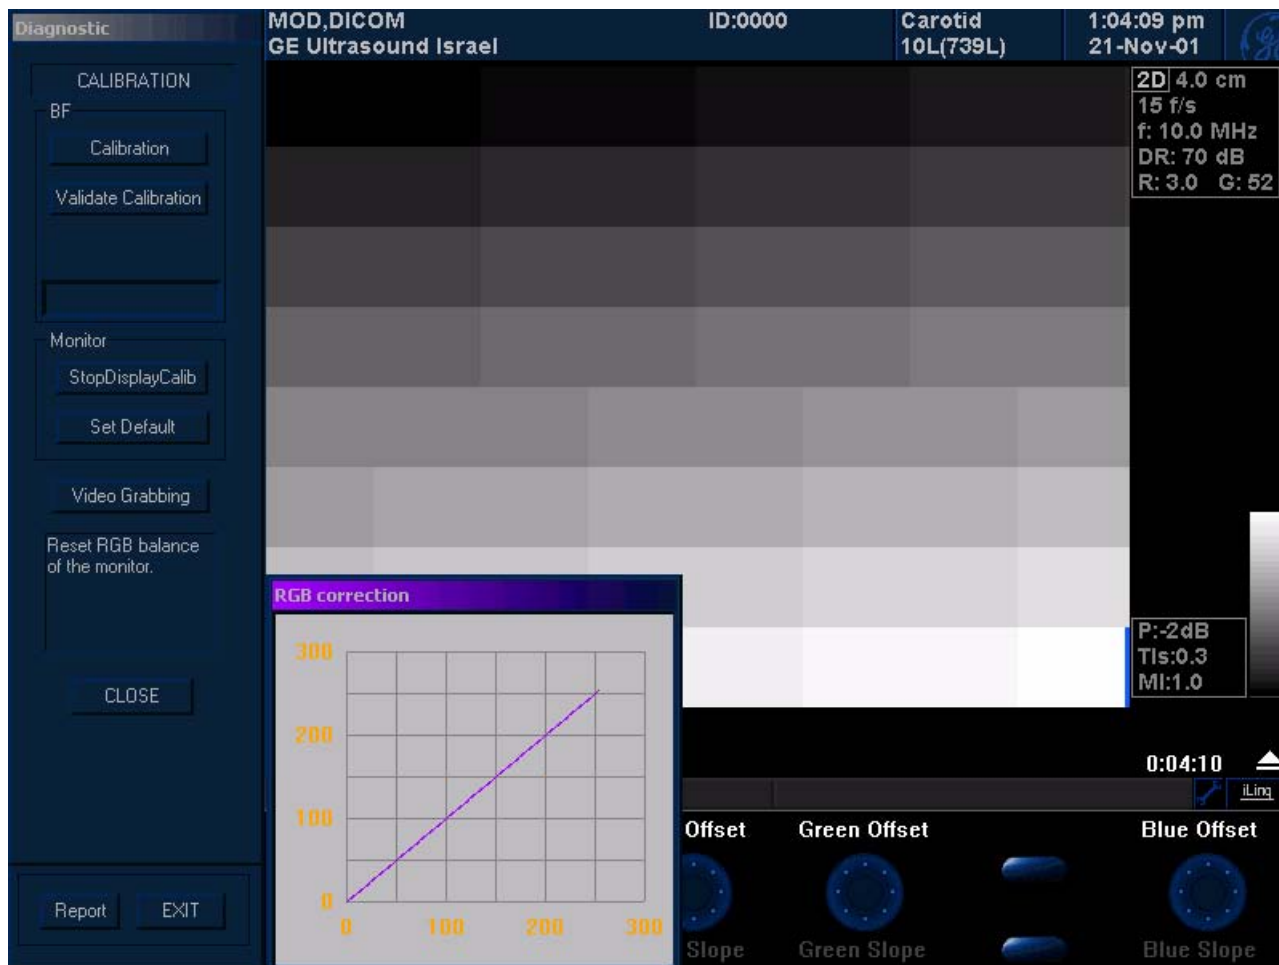 Diagnostic
MOD,DICOM
ID:0000
Carotid
1:04:09 pm
GE Ultrasound Israel
10L(739L)
21-Nov-01
CALIBRATION
BF
Calibration
Validate Calibration
Monitor
StopDisplayCalib
Set Default
Video Grabbing
Reset RGB balance
of the monitor.
CLOSE
Report
EXIT
2D 4.0 cm
15 f/s
f: 10.0 MHz
DR: 70 dB
R: 3.0 G: 52
P:-2dB
TIs:0.3
MI:1.0
0:04:10
iLinq
RGB correction
300
200
100
0
0 100 200 300
Offset
Green Offset
Blue Offset
Slope
Green Slope
Blue Slope